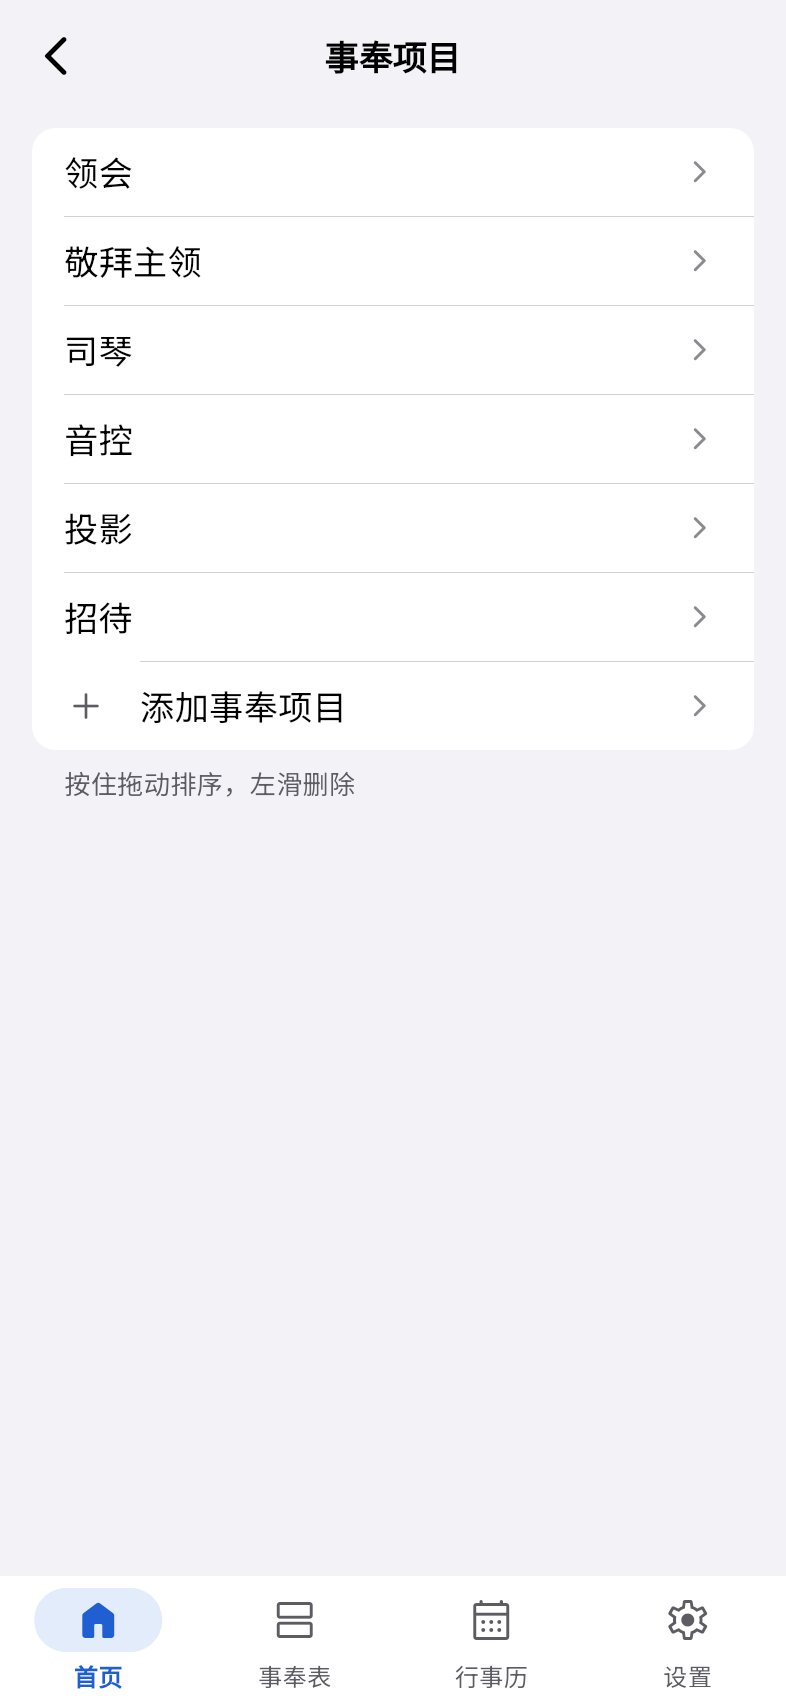 事奉项目
领会
敬拜主领
司琴
音控
投影
招待
添加事奉项目
按住拖动排序，左滑删除
首页
事奉表
行事历
设置